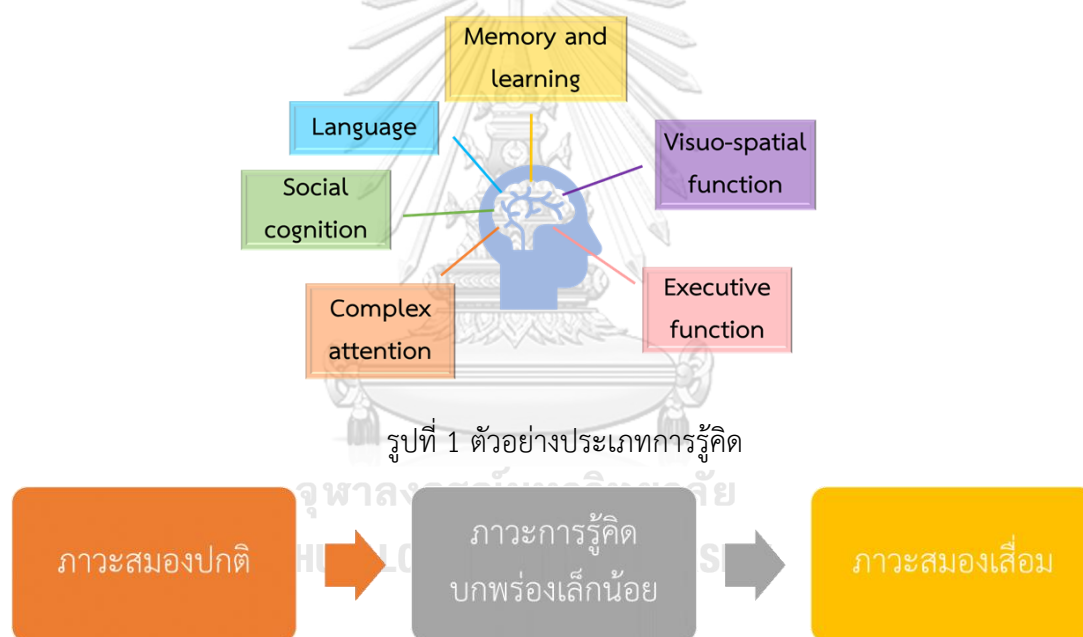 Memory and
learning
Language
Visuo-spatial
function
Social
cognition
Executive
function
Complex
attention
รูปที่ 1 ตัวอย่างประเภทการรู้คิด
ภาวะสมองปกติ
ภาวะการรู้คิด
บกพร่องเล็กน้อย
ภาวะสมองเสื่อม